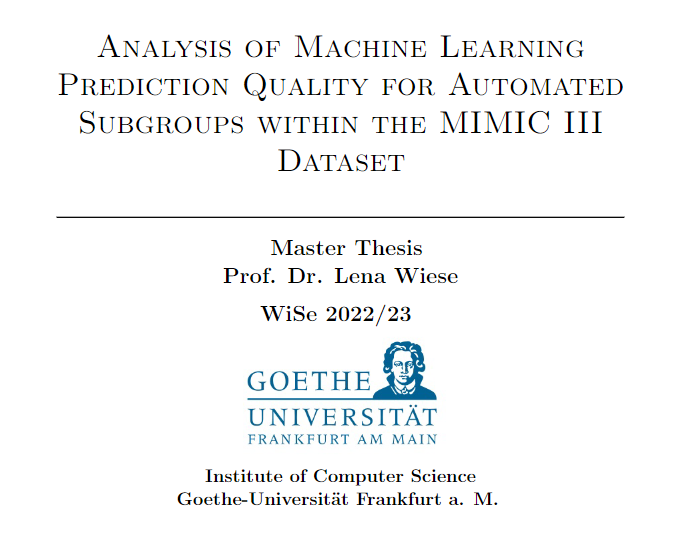 Analysis of Machine Learning
Prediction Quality for Automated
Subgroups within the MIMIC III
Dataset
Master Thesis
Prof. Dr. Lena Wiese
WiSe 2022/23
GOETHE
UNIVERSITÄT
FRANKFURT AM MAIN
Institute of Computer Science
Goethe-Universität Frankfurt a. M.